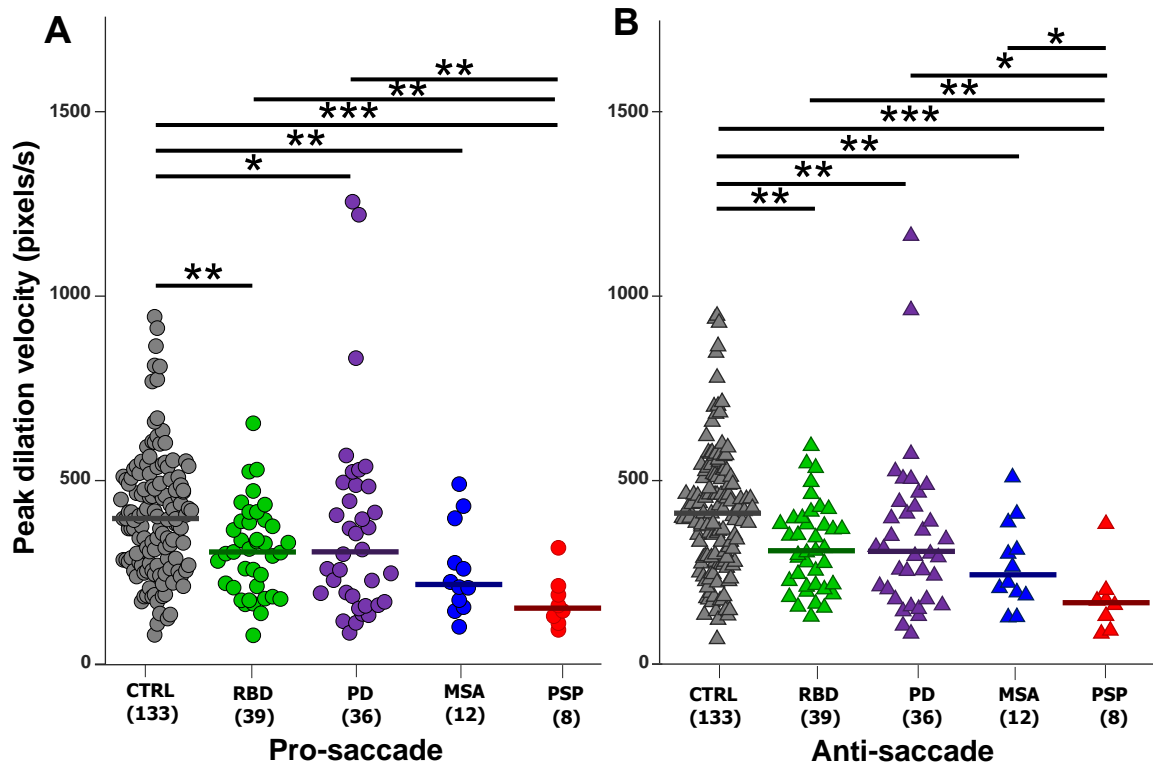 A
B
Peak dilation velocity (pixels/s)
1500
1000
500
0
**
**
***
**
*
**
CTRL RBD PD MSA PSP
(133) (39) (36) (12) (8)
Pro-saccade
1500
1000
500
0
*
*
**
***
**
**
**
CTRL RBD PD MSA PSP
(133) (39) (36) (12) (8)
Anti-saccade